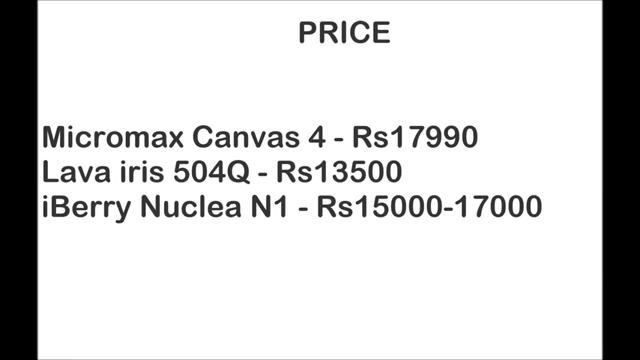 PRICE
Micromax Canvas 4 - Rs17990
Lava iris 504Q - Rs13500
iBerry Nuclea N1 - Rs15000-17000